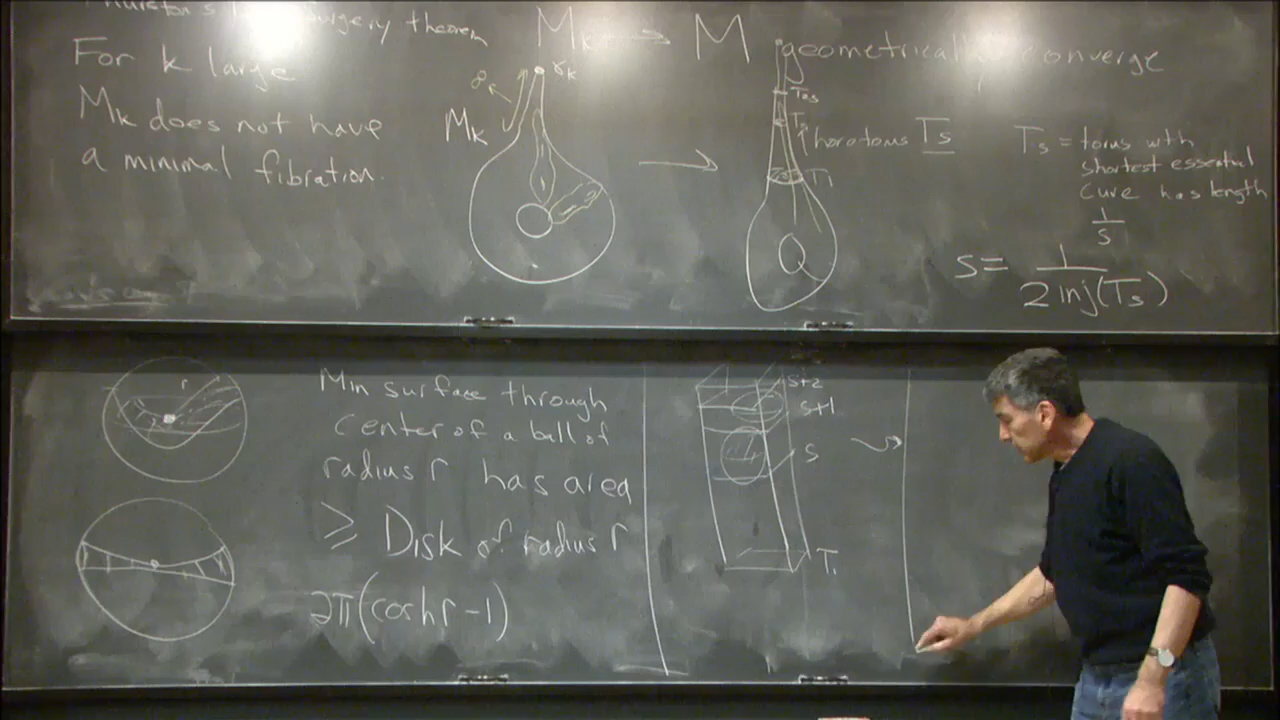 surgery theorem
For k large
Mk does not have
a minimal fibration.
Mk → M geometrically converge
∞
γk
Mk
T1
horotorus Ts
Ts = torus with
shortest essential
curve has length
1/s
s = 1/(2 inj(Ts))
r
Min surface through
center of a ball of
radius r has area
≥ Disk of radius r
2π(cosh r - 1)
s+2
s+1
s
T1